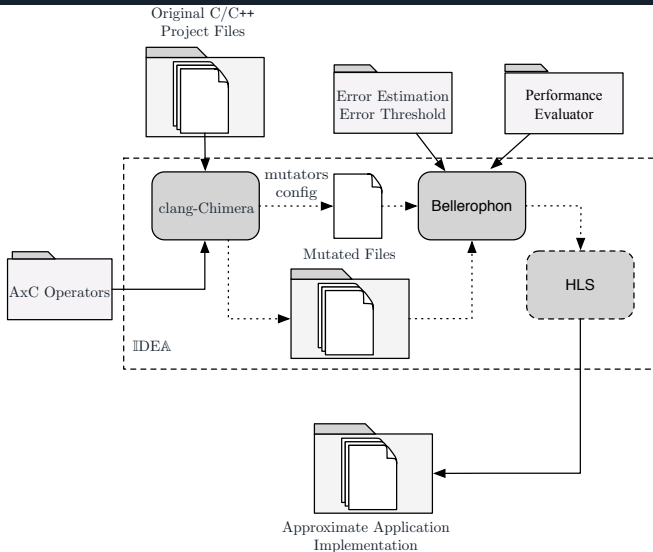 Original C/C++
Project Files
Error Estimation
Error Threshold
Performance
Evaluator
mutators
config
clang-Chimera
Bellerophon
Mutated Files
AxC Operators
HLS
𝕀DE𝔸
Approximate Application
Implementation